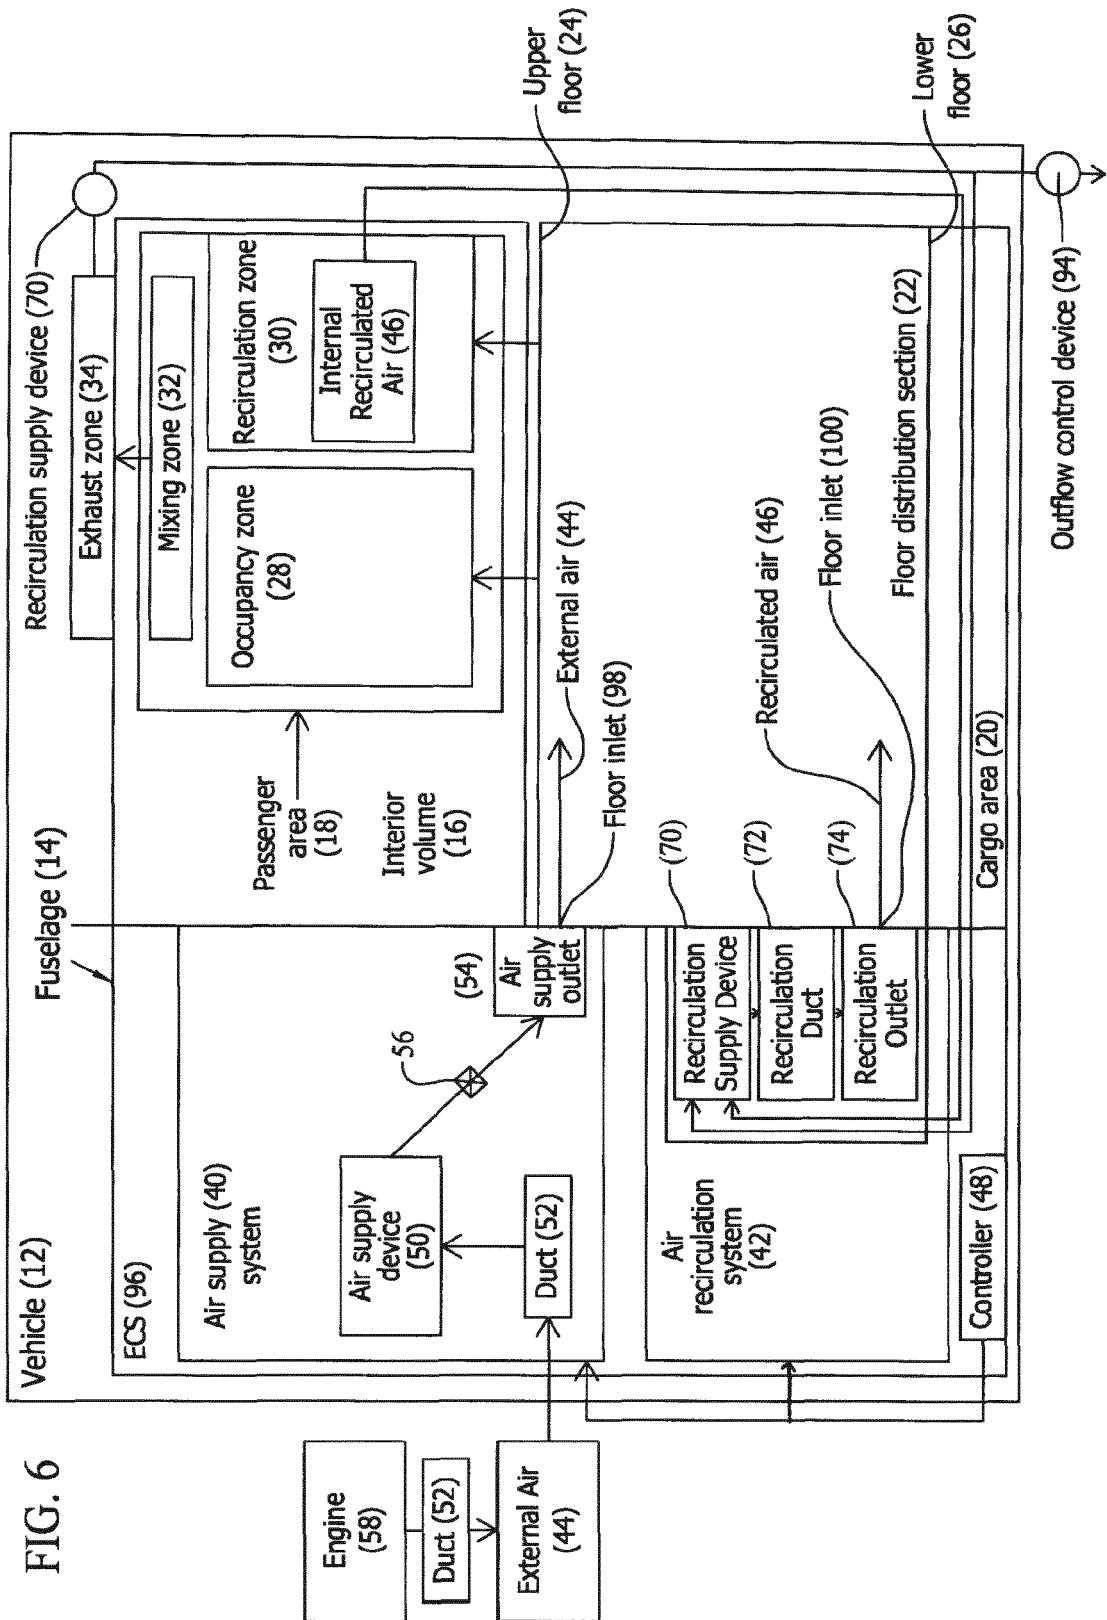 FIG. 6
Vehicle (12)
Fuselage (14)
Recirculation supply device (70)
ECS (96)
Exhaust zone (34)
Mixing zone (32)
Air supply (40)
system
Passenger
area
(18)
Occupancy zone
(28)
Recirculation zone
(30)
Internal
Recirculated
Air (46)
Interior
volume
(16)
Engine
(58)
Duct (52)
External Air
(44)
Air supply
device
(50)
Duct (52)
56
(54)
Air
supply
outlet
External air (44)
Floor inlet (98)
Upper
floor (24)
Air
recirculation
system
(42)
Recirculation
Supply Device
Recirculation
Duct
Recirculation
Outlet
(70)
(72)
(74)
Recirculated air (46)
Floor inlet (100)
Floor distribution section (22)
Lower
floor (26)
Controller (48)
Cargo area (20)
Outflow control device (94)